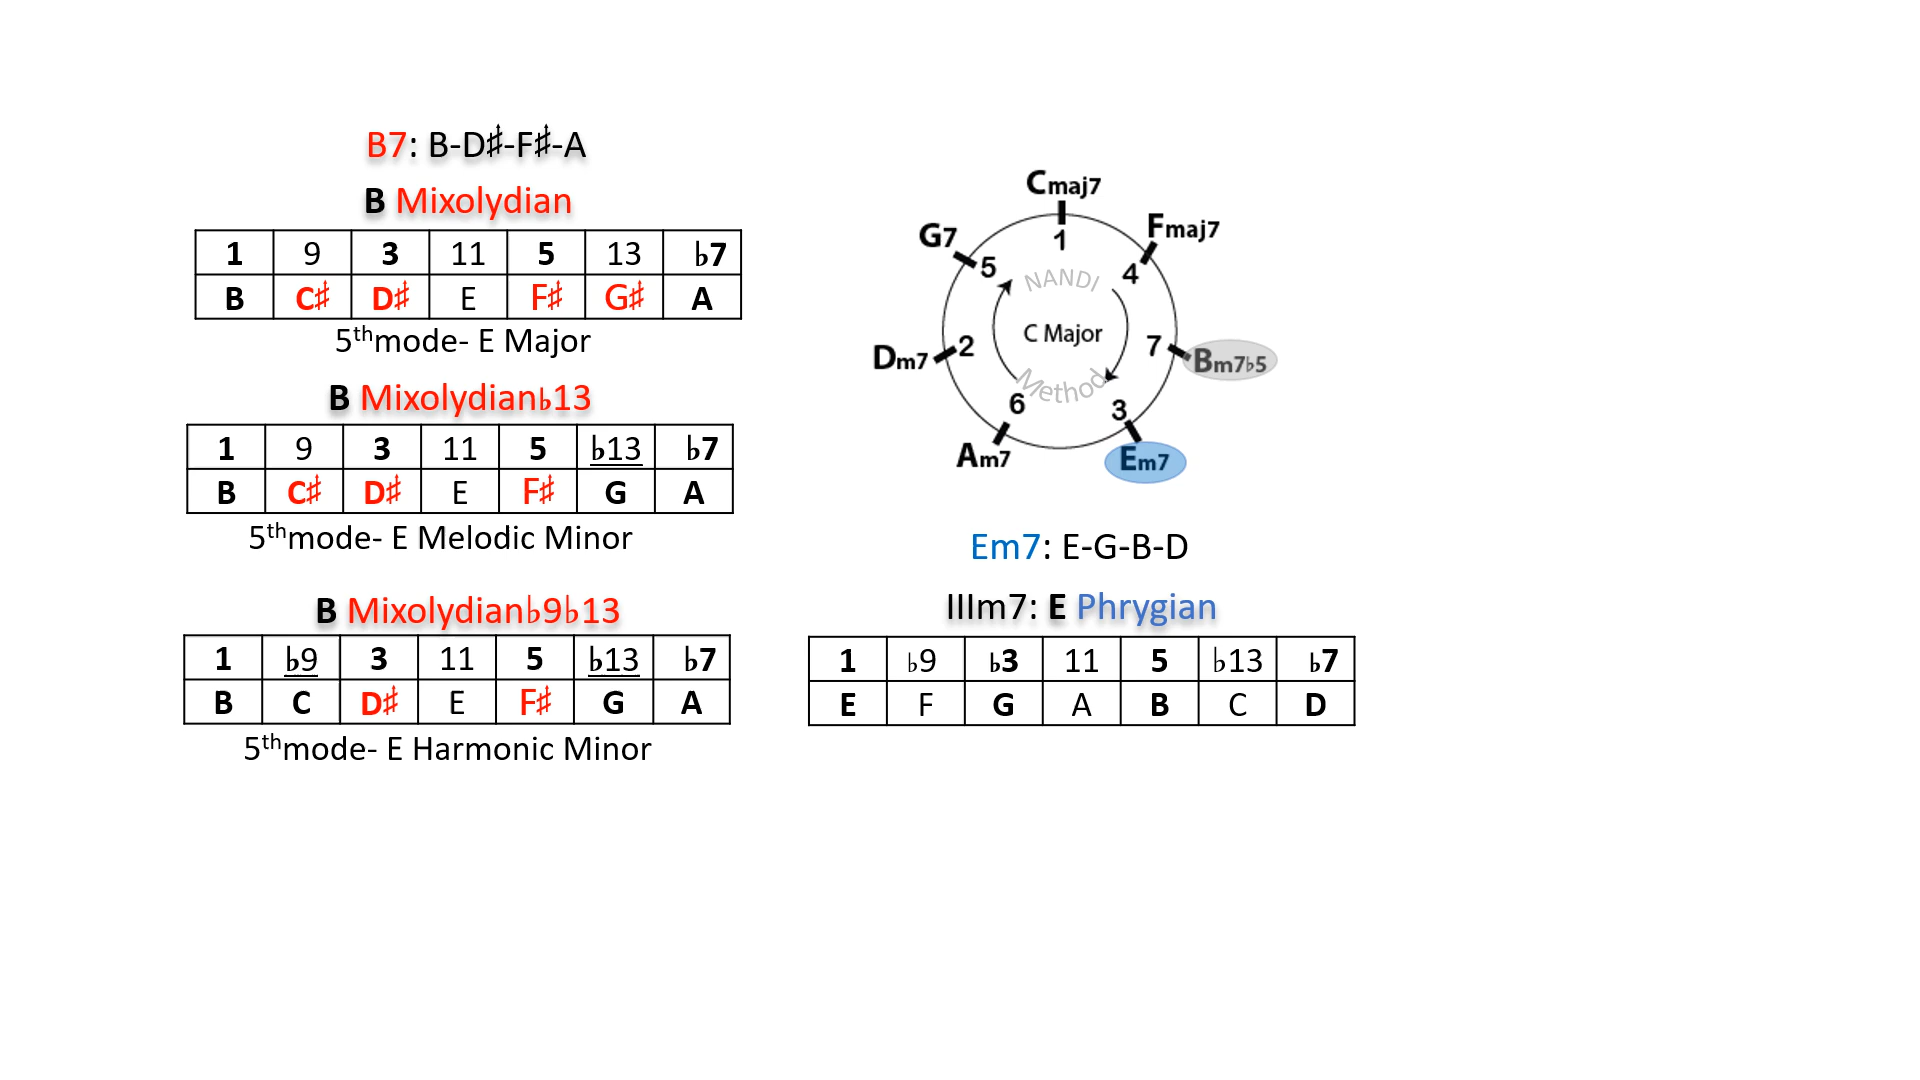 B7: B-D♯-F♯-A
B Mixolydian
1 9 3 11 5 13 ♭7
B C♯ D♯ E F♯ G♯ A
5thmode- E Major
B Mixolydian♭13
1 9 3 11 5 ♭13 ♭7
B C♯ D♯ E F♯ G A
5thmode- E Melodic Minor
B Mixolydian♭9♭13
1 ♭9 3 11 5 ♭13 ♭7
B C D♯ E F♯ G A
5thmode- E Harmonic Minor
Cmaj7
Fmaj7
G7
1
5
4
NANDI
C Major
Method
Dm7
2
7
Bm7♭5
6
3
Am7
Em7
Em7: E-G-B-D
IIIm7: E Phrygian
1 ♭9 ♭3 11 5 ♭13 ♭7
E F G A B C D